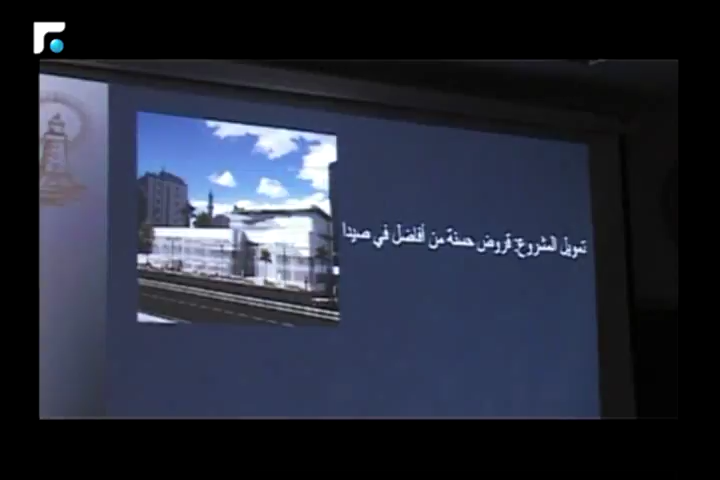 تمويل المشروع: قروض حسنة من أفاضل في صيدا